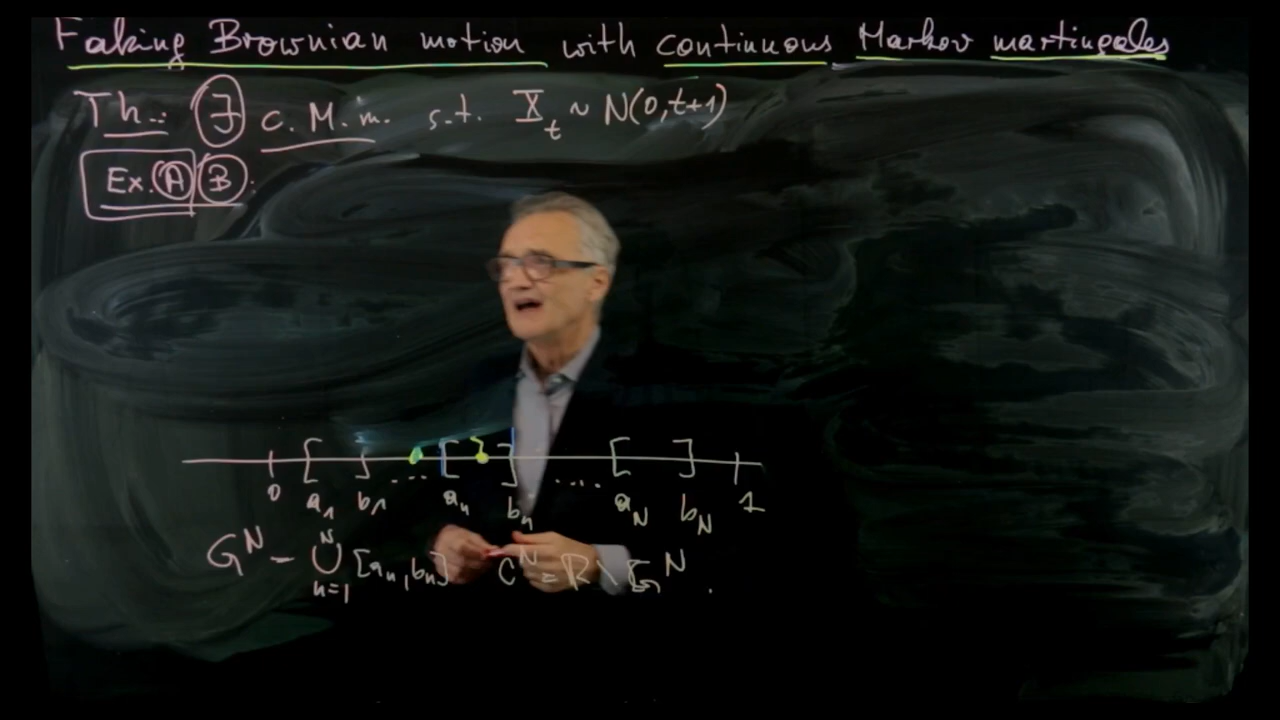 Faking Brownian motion with continuous Markov martingales
Th.: ∃ c. M. m. s.t. X_t ~ N(0,t+1)
Ex. A B :
[ ] .... [ ] .... [ ]
0 a_1 b_1 a_n b_n a_N b_N 1
G^N = ⋃_{n=1}^N [a_n, b_n] C^N = R \ G^N .